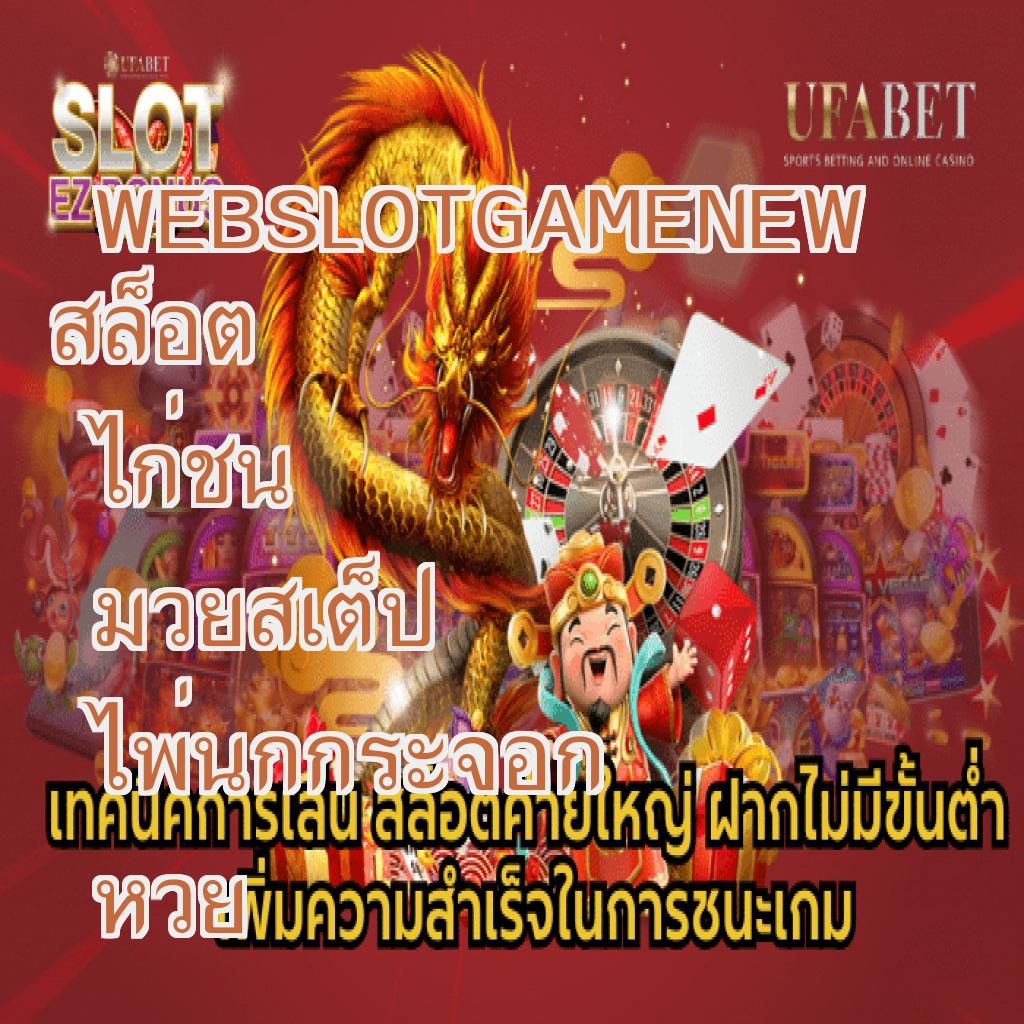 UFABET
SLOT
UFABET
SPORTS BETTING AND ONLINE CASINO
WEBSLOTGAMENEW
สล็อต
ไก่ชน
มวยสเต็ป
ไพ่นกกระจอก
เทคนิคการเล่น สล็อตค่ายใหญ่ ฝากไม่มีขั้นต่ำ
หวย
เพิ่มความสำเร็จในการชนะเกม